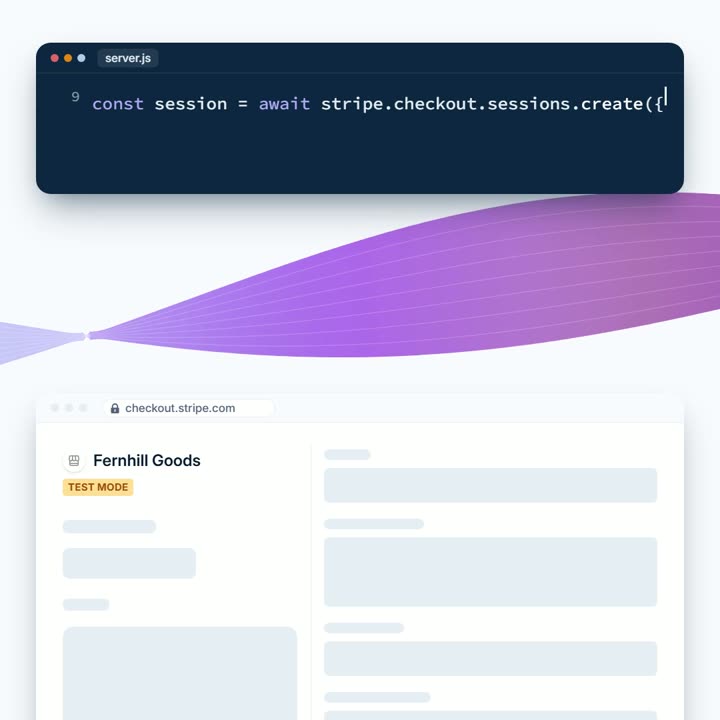 server.js
9 const session = await stripe.checkout.sessions.create({
checkout.stripe.com
Fernhill Goods
TEST MODE